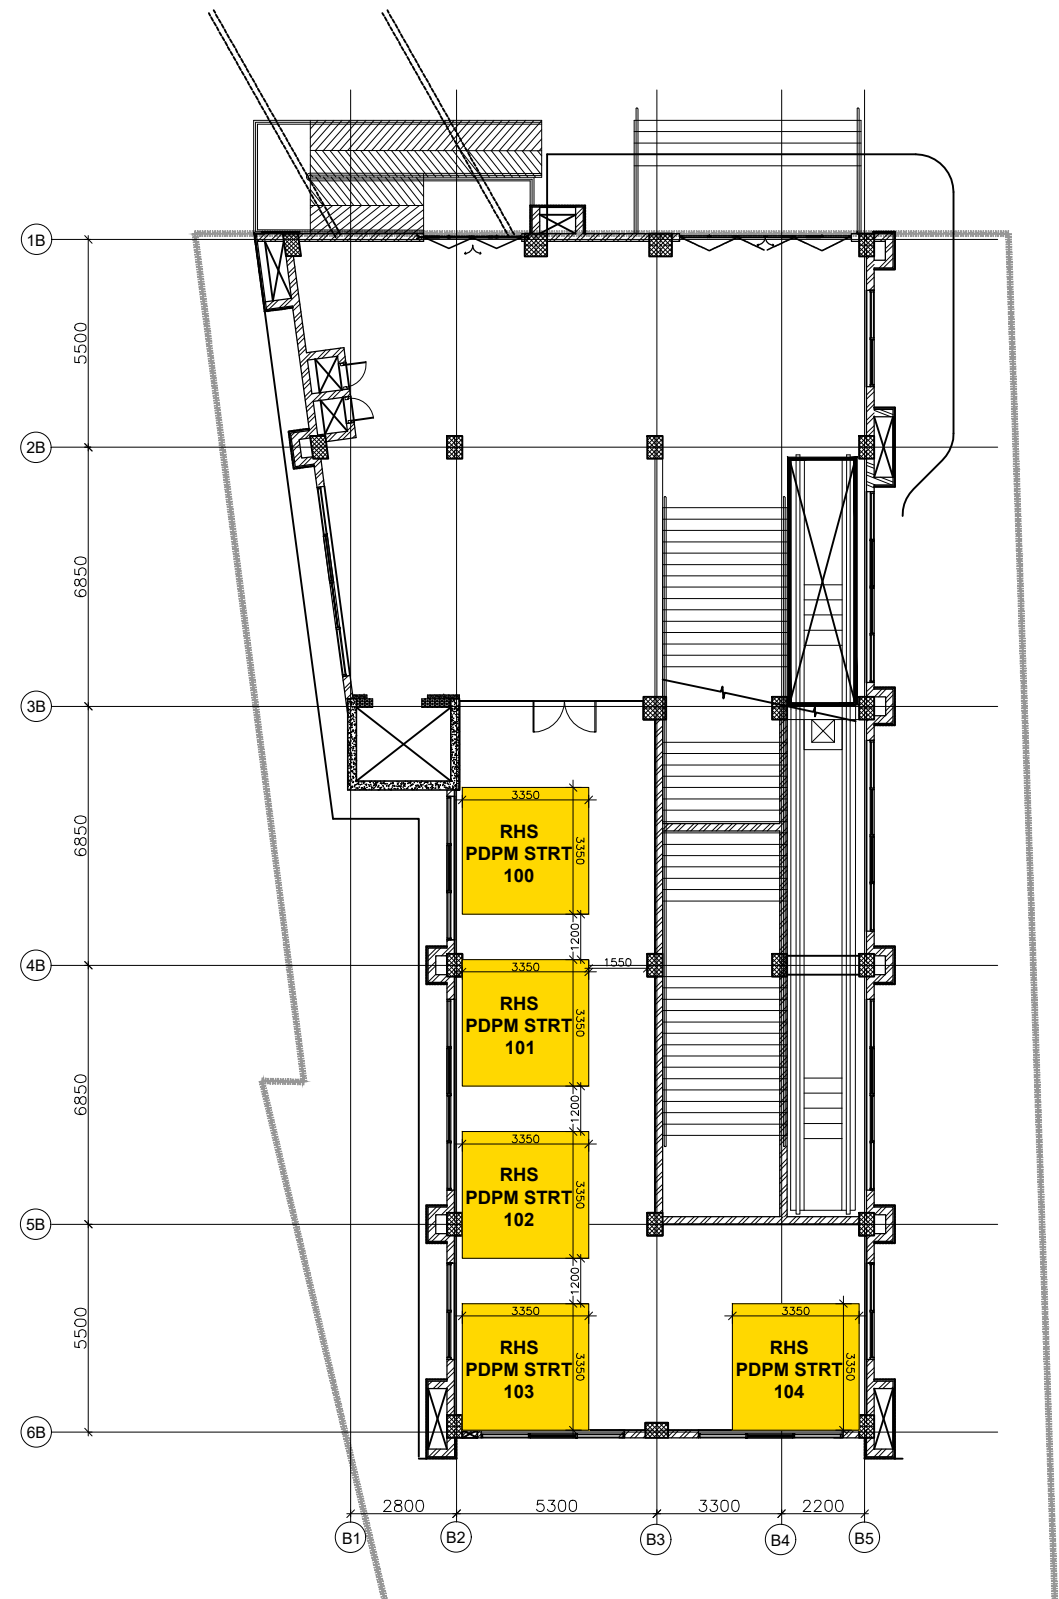 1B
5500
2B
6850
3B
6850
3350
RHS
PDPM STRT
100
3350
1200
4B
1550
3350
RHS
PDPM STRT
101
3350
6850
1200
3350
RHS
PDPM STRT
102
3350
5B
1200
5500
3350
RHS
PDPM STRT
103
3350
3350
RHS
PDPM STRT
104
3350
6B
2800
5300
3300
2200
B1
B2
B3
B4
B5